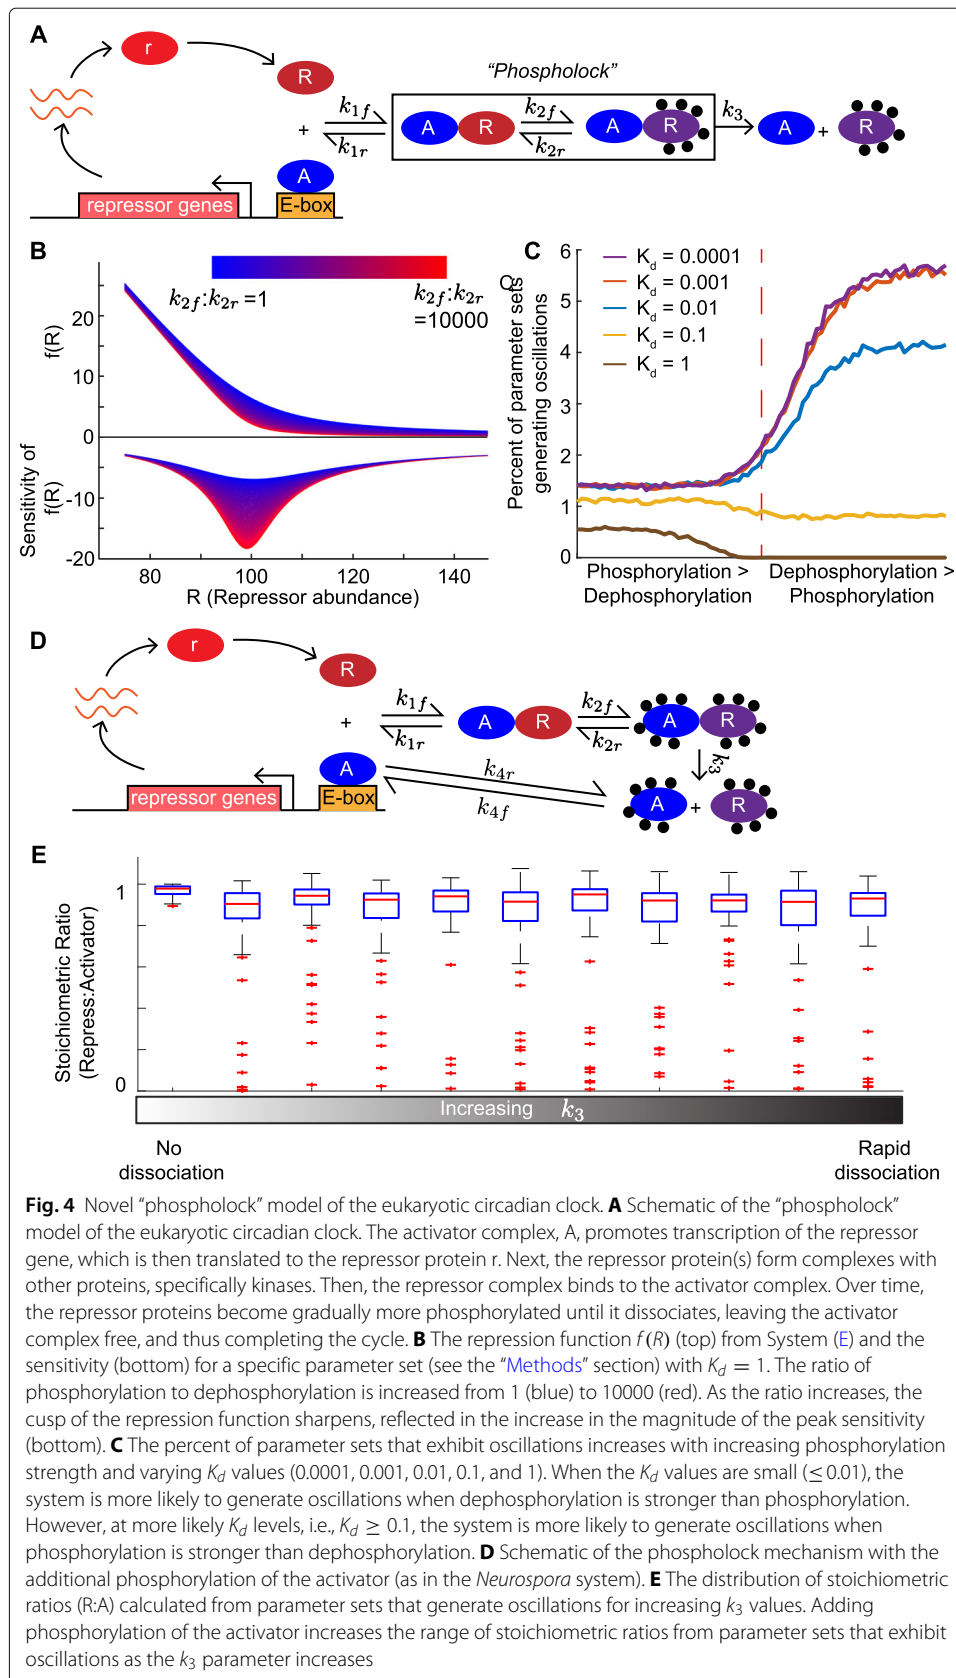 A
r
R
"Phospholock"
+
k1f
k1r
A
R
k2f
k2r
A
R
k3
A
+
R
A
repressor genes
E-box
B
k2f:k2r =1
k2f:k2r
=10000
f(R)
20
10
0
Sensitivity of
f(R)
-10
-20
80
100
120
140
R (Repressor abundance)
C
Q
Percent of parameter sets
generating oscillations
6
5
4
3
2
1
0
Kd = 0.0001
Kd = 0.001
Kd = 0.01
Kd = 0.1
Kd = 1
Phosphorylation >
Dephosphorylation
Dephosphorylation >
Phosphorylation
D
r
R
+
k1f
k1r
A
R
k2f
k2r
A
R
k3
A
k4r
k4f
A
+
R
repressor genes
E-box
E
Stoichiometric Ratio
(Repress:Activator)
1
0
Increasing k3
No
dissociation
Rapid
dissociation
Fig. 4 Novel “phospholock” model of the eukaryotic circadian clock. A Schematic of the “phospholock”
model of the eukaryotic circadian clock. The activator complex, A, promotes transcription of the repressor
gene, which is then translated to the repressor protein r. Next, the repressor protein(s) form complexes with
other proteins, specifically kinases. Then, the repressor complex binds to the activator complex. Over time,
the repressor proteins become gradually more phosphorylated until it dissociates, leaving the activator
complex free, and thus completing the cycle. B The repression function f(R) (top) from System (E) and the
sensitivity (bottom) for a specific parameter set (see the “Methods” section) with Kd = 1. The ratio of
phosphorylation to dephosphorylation is increased from 1 (blue) to 10000 (red). As the ratio increases, the
cusp of the repression function sharpens, reflected in the increase in the magnitude of the peak sensitivity
(bottom). C The percent of parameter sets that exhibit oscillations increases with increasing phosphorylation
strength and varying Kd values (0.0001, 0.001, 0.01, 0.1, and 1). When the Kd values are small (≤0.01), the
system is more likely to generate oscillations when dephosphorylation is stronger than phosphorylation.
However, at more likely Kd levels, i.e., Kd ≥ 0.1, the system is more likely to generate oscillations when
phosphorylation is stronger than dephosphorylation. D Schematic of the phospholock mechanism with the
additional phosphorylation of the activator (as in the Neurospora system). E The distribution of stoichiometric
ratios (R:A) calculated from parameter sets that generate oscillations for increasing k3 values. Adding
phosphorylation of the activator increases the range of stoichiometric ratios from parameter sets that exhibit
oscillations as the k3 parameter increases